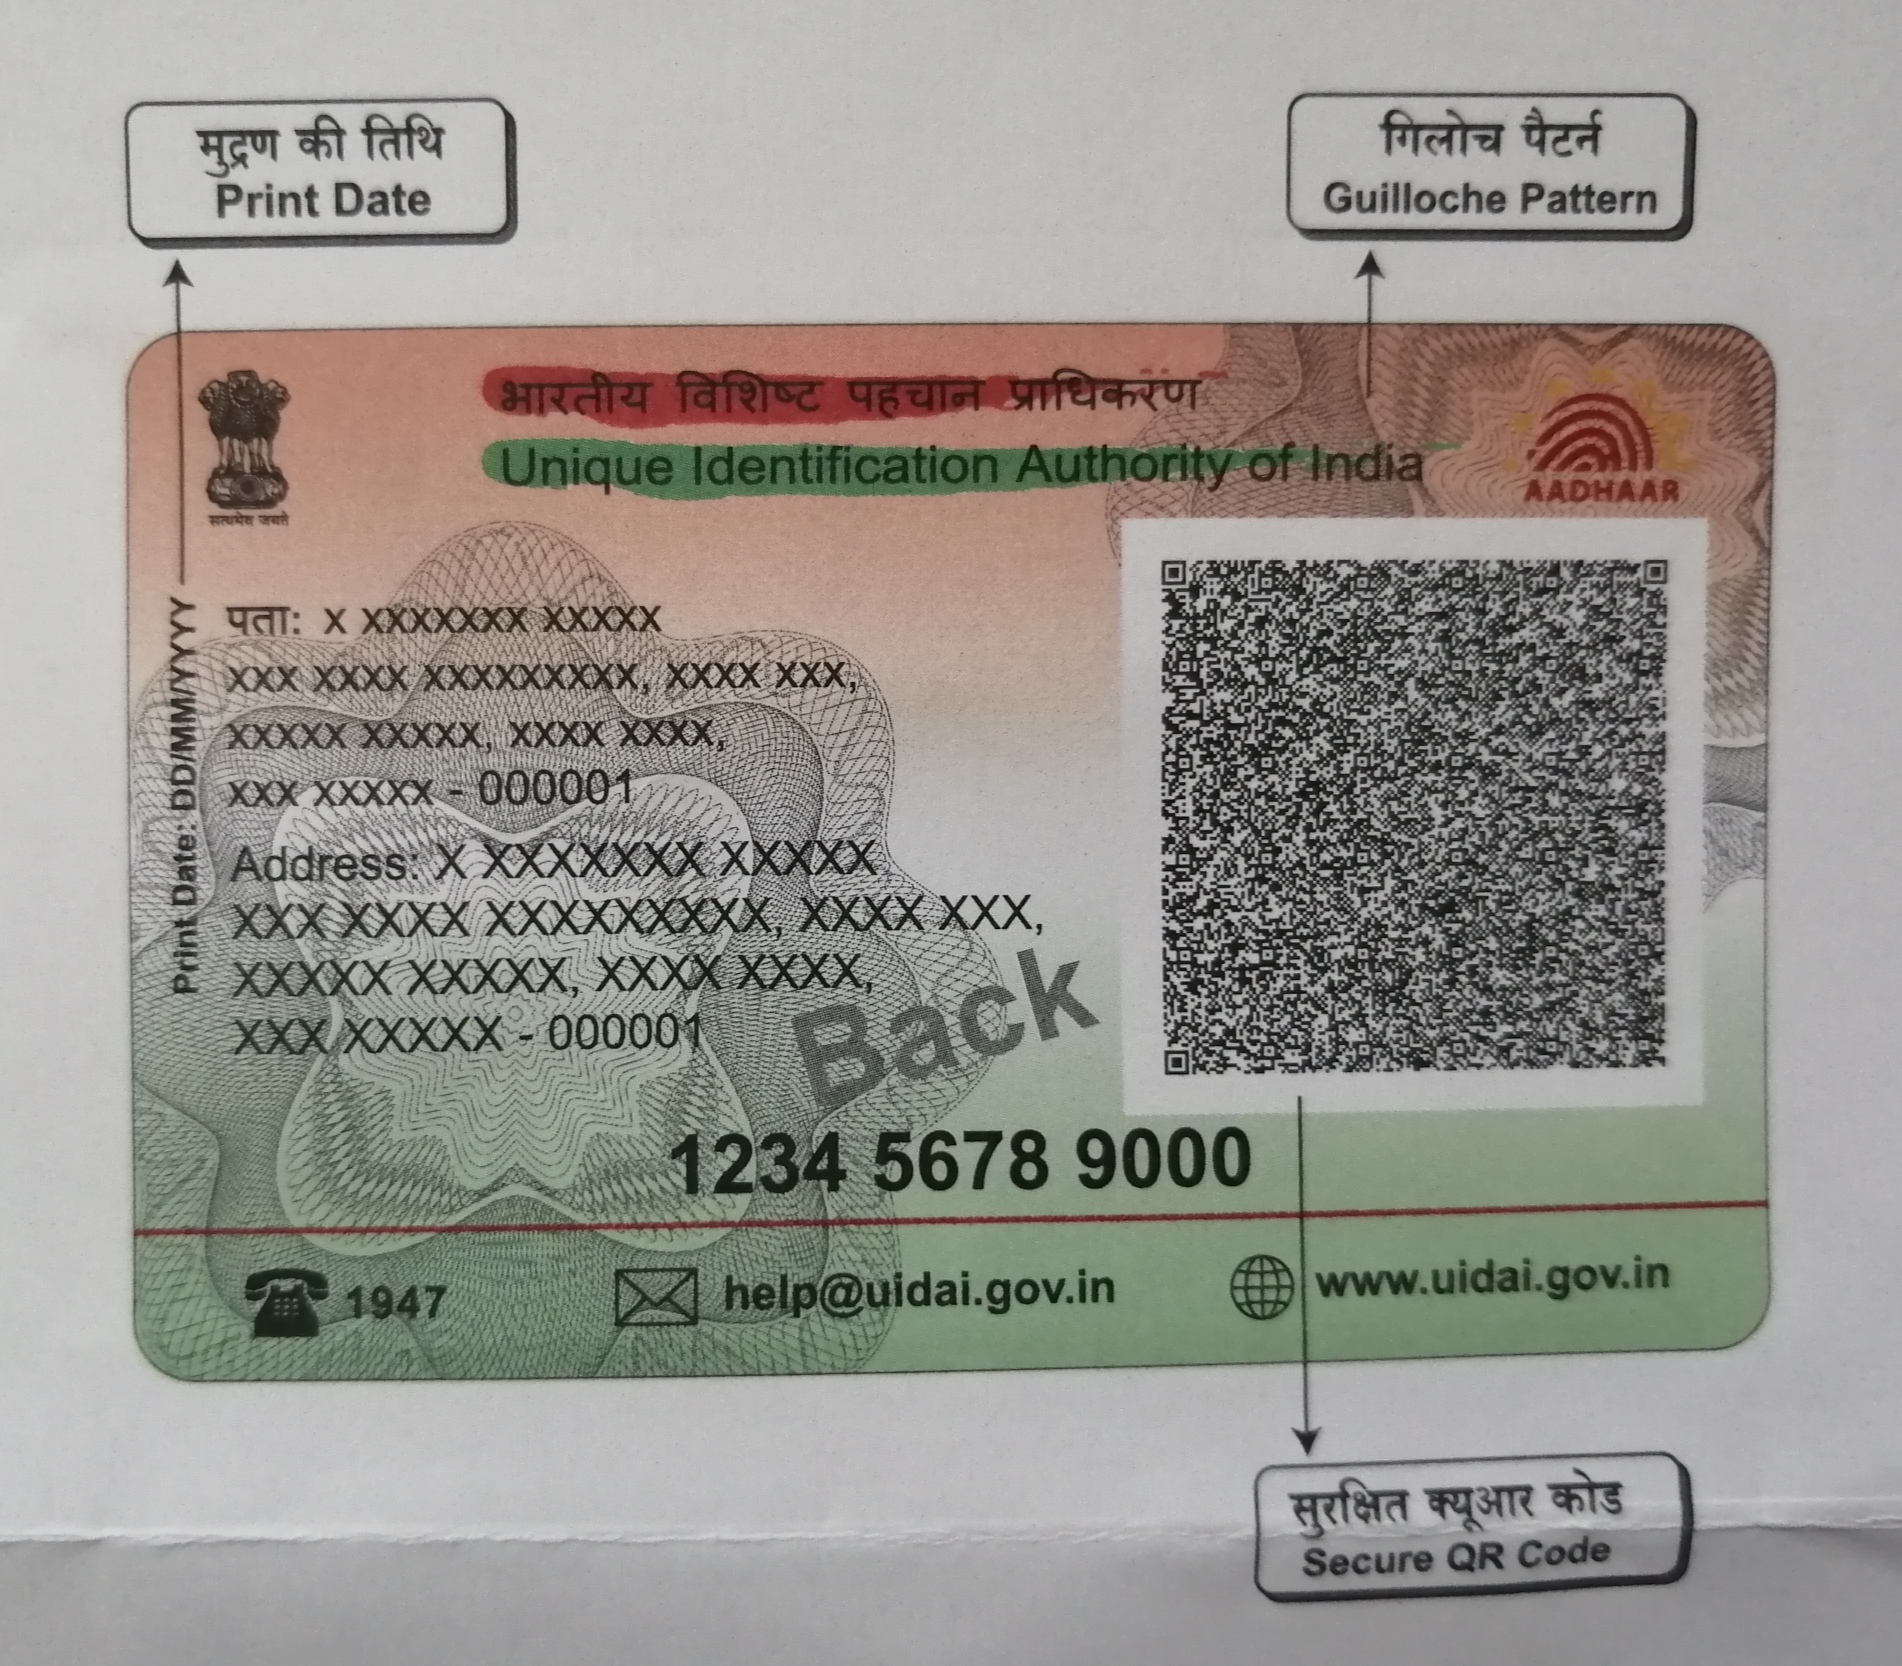 मुद्रण की तिथि
Print Date
गिलोच पैटर्न
Guilloche Pattern
भारतीय विशिष्ट पहचान प्राधिकरण
Unique Identification Authority of India
सत्यमेव जयते
AADHAAR
Print Date: DD/MM/YYYY
पता: X XXXXXXX XXXXX
XXX XXXX XXXXXXXXX, XXXX XXX,
XXXXX XXXXX, XXXX XXXX,
XXX XXXXX - 000001
Address: X XXXXXXX XXXXX
XXX XXXX XXXXXXXXX, XXXX XXX,
XXXXX XXXXX, XXXX XXXX,
XXX XXXXX - 000001
Back
1234 5678 9000
1947
help@uidai.gov.in
www.uidai.gov.in
सुरक्षित क्यूआर कोड
Secure QR Code